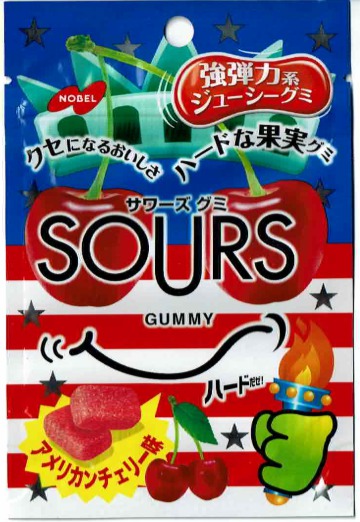 NOBEL
強弾力系
ジューシーグミ
クセになるおいしさ
ハードな果実グミ
サワーズ グミ
SOURS
GUMMY
ハードだぜ!
アメリカンチェリー味